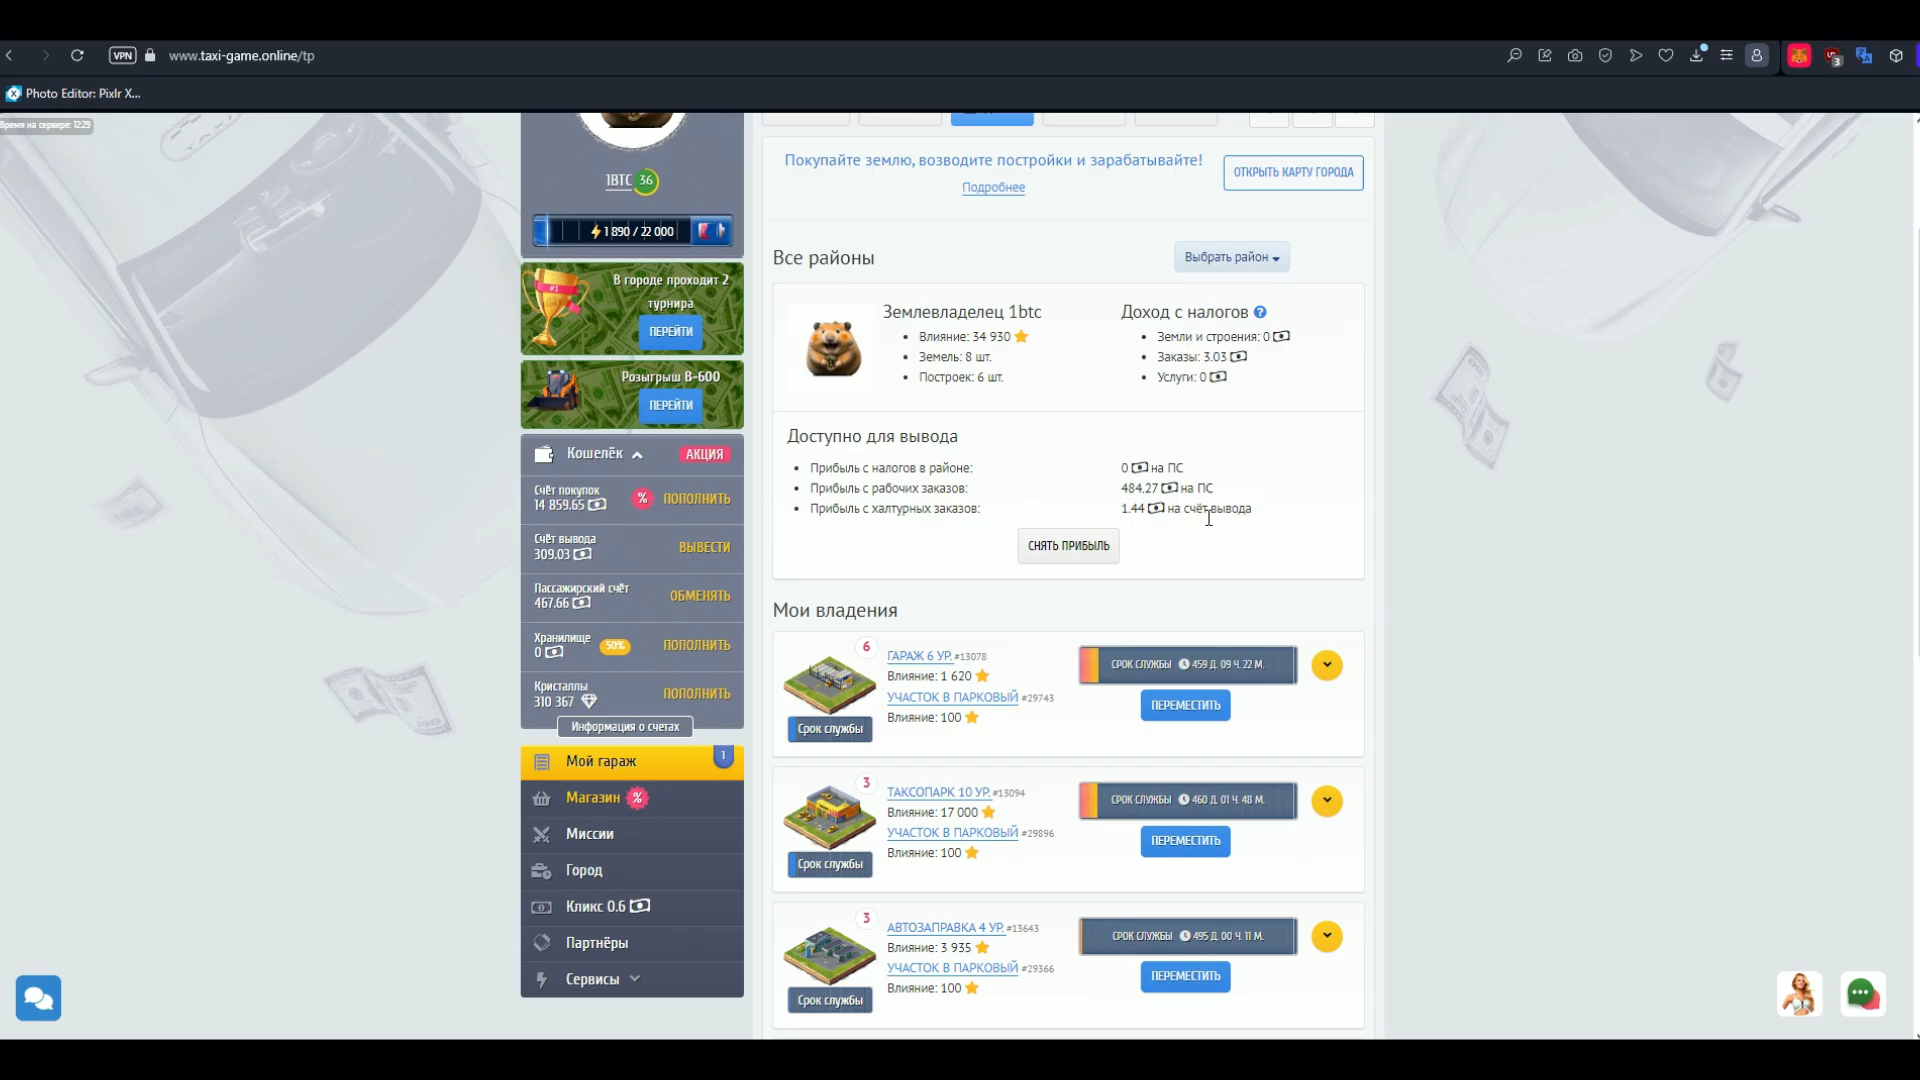 VPN
www.taxi-game.online/tp
3
Photo Editor: Pixlr X...
Время на сервере: 12:29
1BTC 36
1 890 / 22 000
#1
В городе проходит 2
турнира
ПЕРЕЙТИ
Розыгрыш B-600
ПЕРЕЙТИ
Кошелёк АКЦИЯ
Счёт покупок
14 859.65
% ПОПОЛНИТЬ
Счёт вывода
309.03
ВЫВЕСТИ
Пассажирский счёт
467.66
ОБМЕНЯТЬ
Хранилище
0
50%
ПОПОЛНИТЬ
Кристаллы
310 367
ПОПОЛНИТЬ
Информация о счетах
Мой гараж 1
Магазин %
Миссии
Город
Кликс 0.6
Партнёры
Сервисы
Покупайте землю, возводите постройки и зарабатывайте!
Подробнее
ОТКРЫТЬ КАРТУ ГОРОДА
Все районы
Выбрать район
Землевладелец 1btc
Влияние: 34 930
Земель: 8 шт.
Построек: 6 шт.
Доход с налогов ?
Земли и строения: 0
Заказы: 3.03
Услуги: 0
Доступно для вывода
Прибыль с налогов в районе: 0 на ПС
Прибыль с рабочих заказов: 484.27 на ПС
Прибыль с халтурных заказов: 1.44 на счёт вывода
СНЯТЬ ПРИБЫЛЬ
Мои владения
6
ГАРАЖ 6 УР. #13078
Влияние: 1 620
УЧАСТОК В ПАРКОВЫЙ #29743
Влияние: 100
Срок службы
СРОК СЛУЖБЫ 459 Д. 09 Ч. 22 М.
ПЕРЕМЕСТИТЬ
3
ТАКСОПАРК 10 УР. #13094
Влияние: 17 000
УЧАСТОК В ПАРКОВЫЙ #29896
Влияние: 100
Срок службы
СРОК СЛУЖБЫ 460 Д. 01 Ч. 48 М.
ПЕРЕМЕСТИТЬ
3
АВТОЗАПРАВКА 4 УР. #13643
Влияние: 3 935
УЧАСТОК В ПАРКОВЫЙ #29366
Влияние: 100
Срок службы
СРОК СЛУЖБЫ 495 Д. 00 Ч. 11 М.
ПЕРЕМЕСТИТЬ